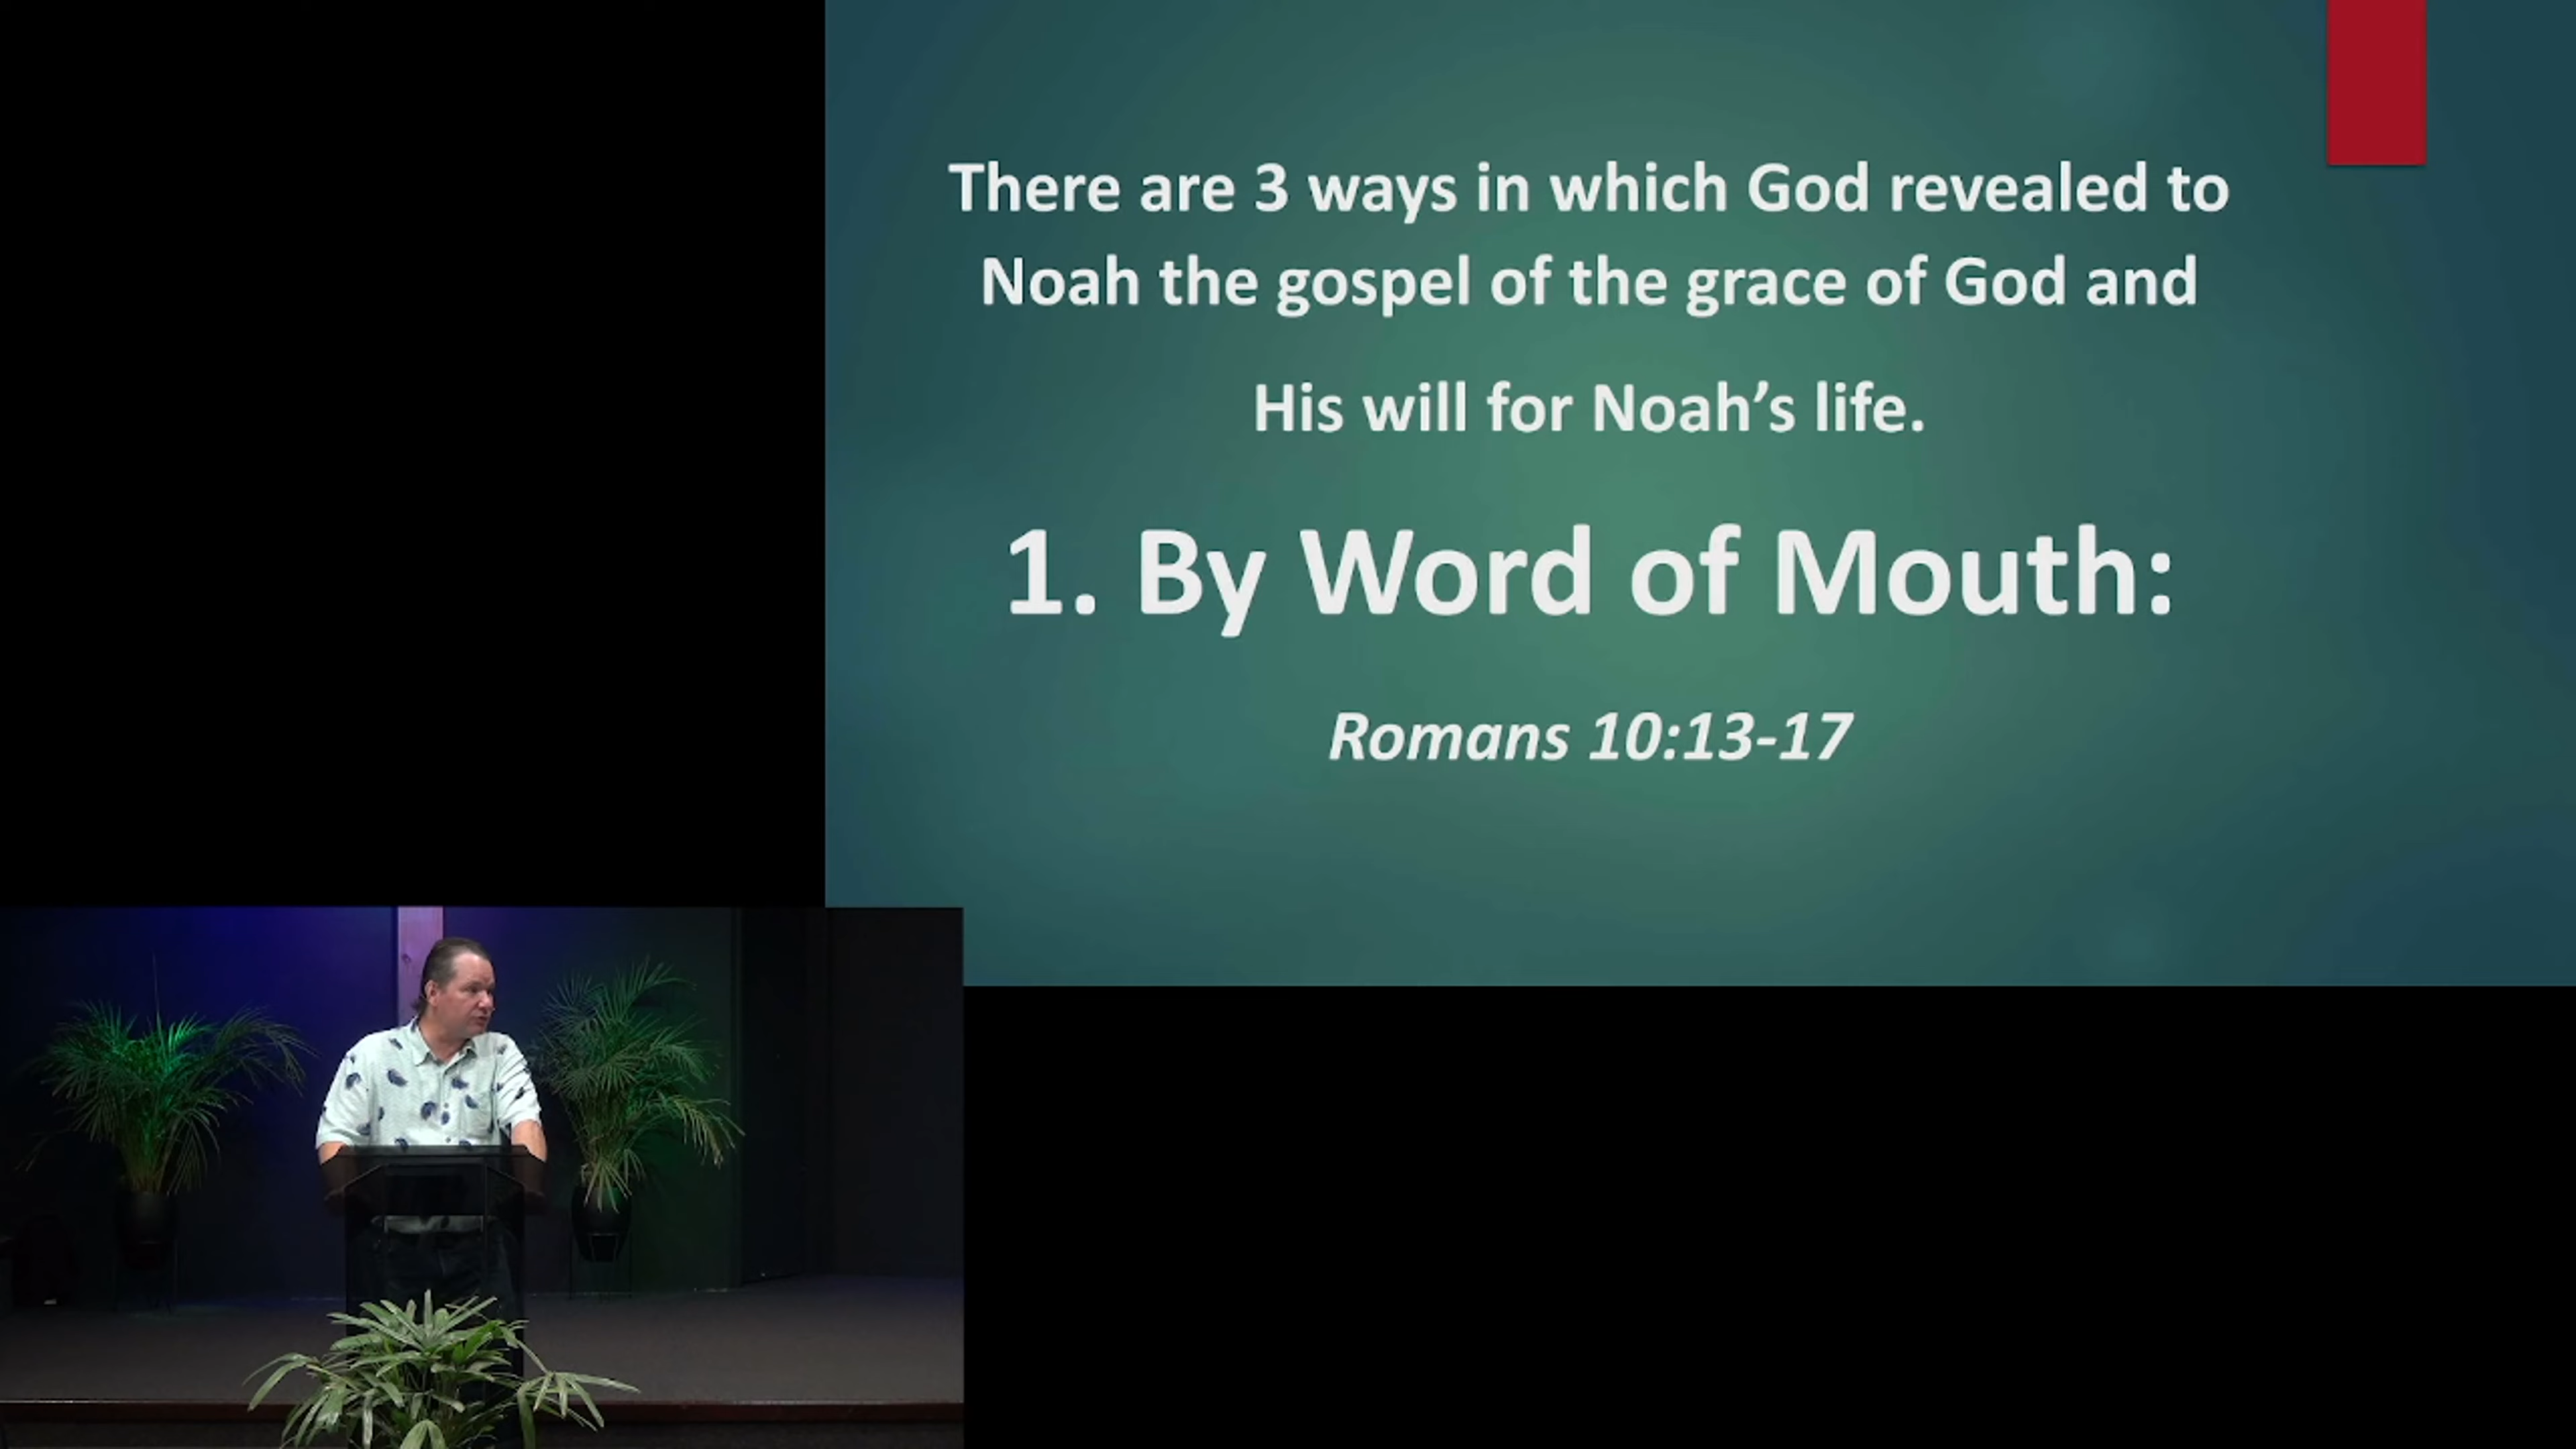 There are 3 ways in which God revealed to
Noah the gospel of the grace of God and
His will for Noah’s life.
1. By Word of Mouth:
Romans 10:13-17